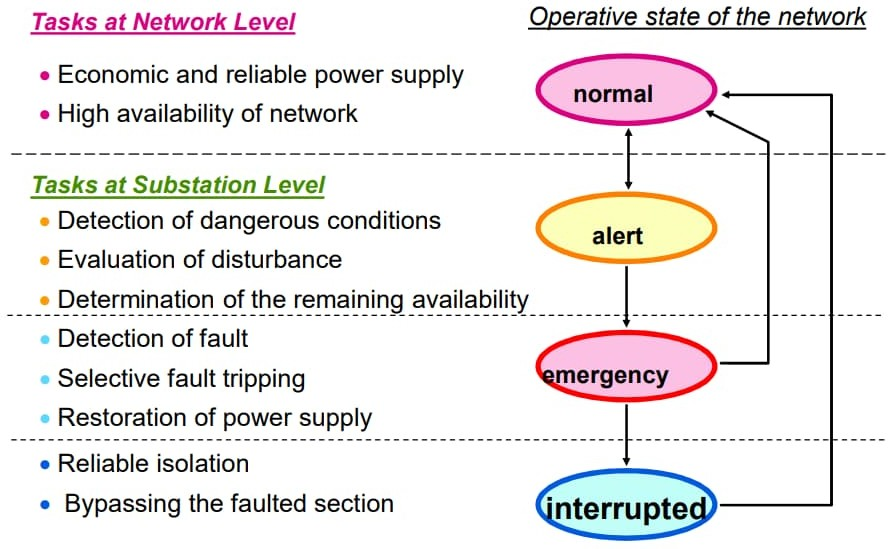 Tasks at Network Level
Operative state of the network
• Economic and reliable power supply
• High availability of network
normal
Tasks at Substation Level
• Detection of dangerous conditions
• Evaluation of disturbance
• Determination of the remaining availability
alert
• Detection of fault
• Selective fault tripping
• Restoration of power supply
emergency
• Reliable isolation
• Bypassing the faulted section
interrupted